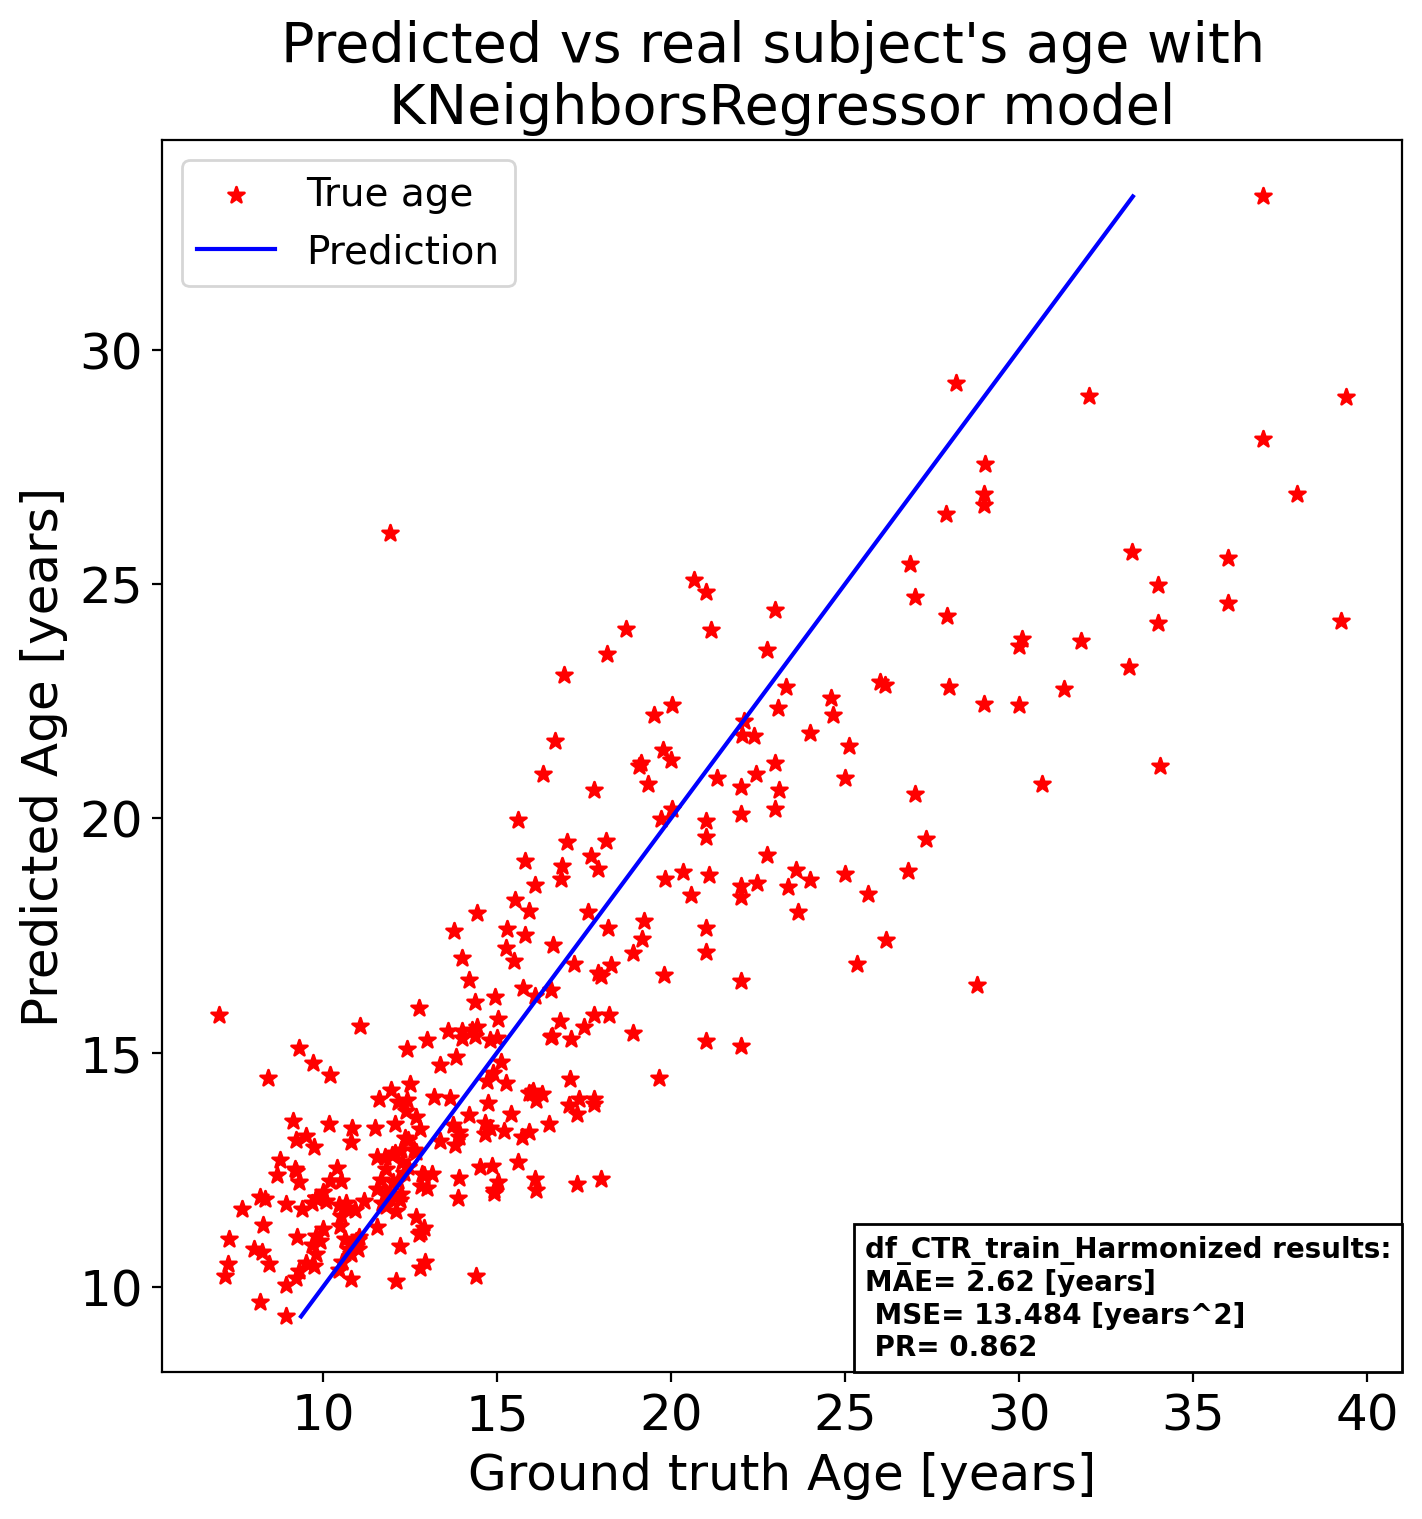 Predicted vs real subject's age with
KNeighborsRegressor model
True age
Prediction
Predicted Age [years]
30
25
20
15
10
df_CTR_train_Harmonized results:
MAE= 2.62 [years]
MSE= 13.484 [years^2]
PR= 0.862
10 15 20 25 30 35 40
Ground truth Age [years]